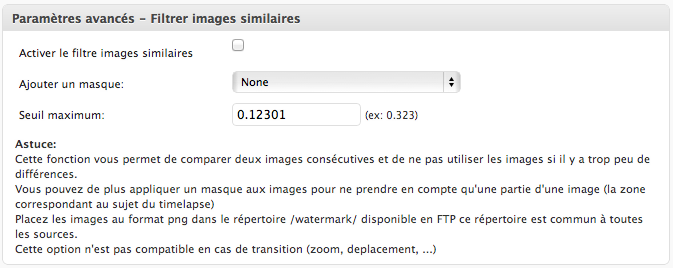 Paramètres avancés - Filtrer images similaires
Activer le filtre images similaires
Ajouter un masque: None
Seuil maximum: 0.12301 (ex: 0.323)
Astuce:
Cette fonction vous permet de comparer deux images consécutives et de ne pas utiliser les images si il y a trop peu de
différences.
Vous pouvez de plus appliquer un masque aux images pour ne prendre en compte qu'une partie d'une image (la zone
correspondant au sujet du timelapse)
Placez les images au format png dans le répertoire /watermark/ disponible en FTP ce répertoire est commun à toutes
les sources.
Cette option n'est pas compatible en cas de transition (zoom, deplacement, ...)